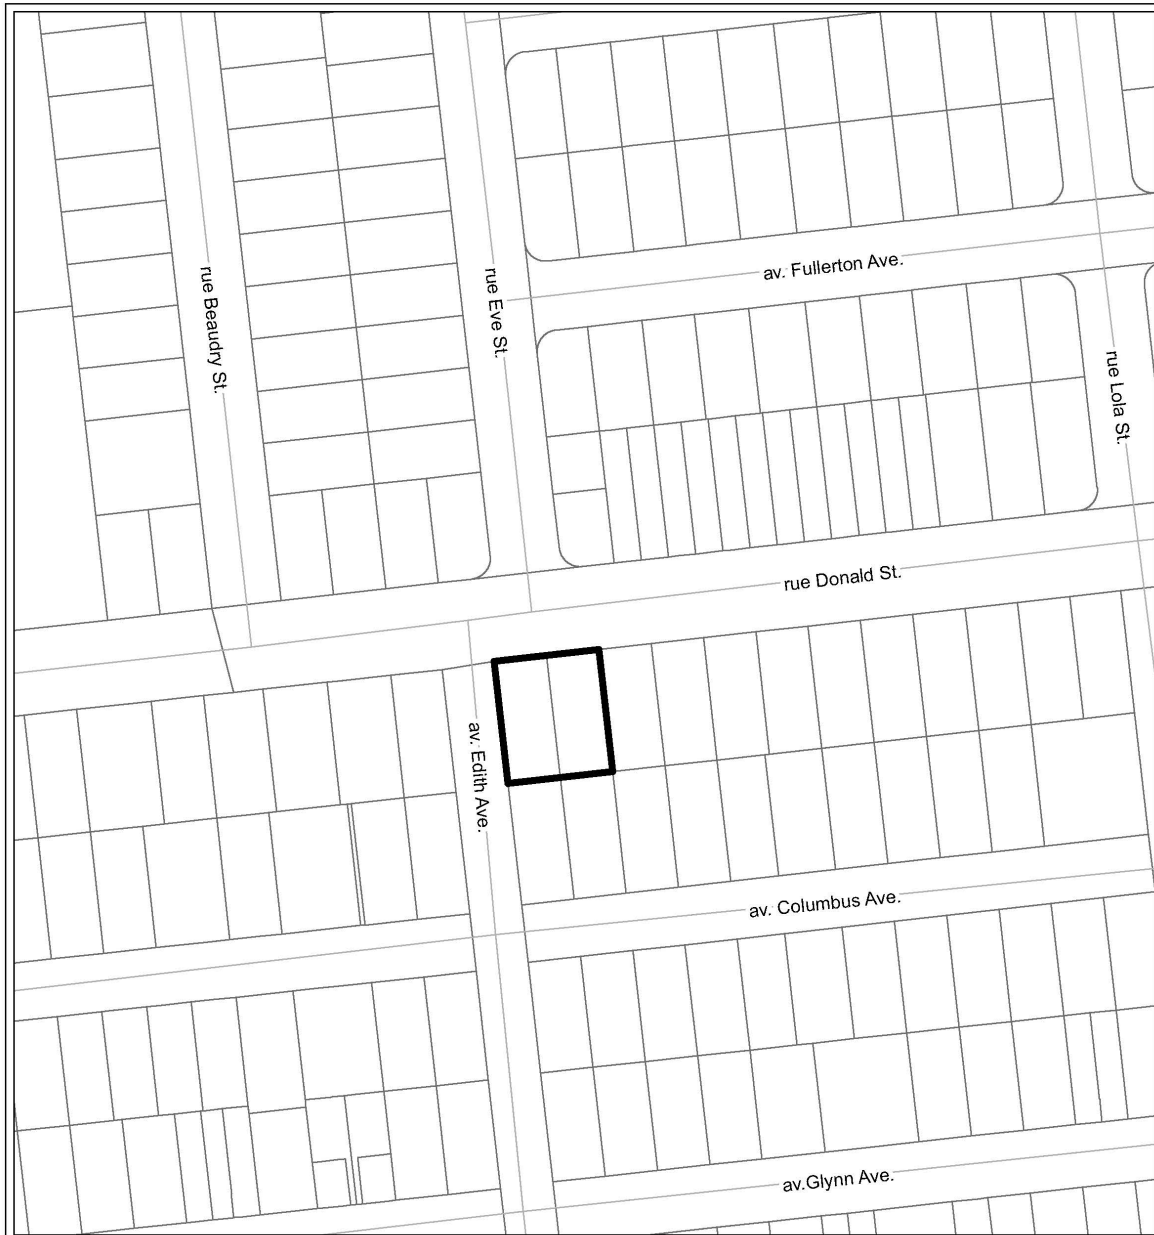 av. Fullerton Ave.
rue Beaudry St.
rue Eve St.
rue Lola St.
rue Donald St.
av. Edith Ave.
av. Columbus Ave.
av.Glynn Ave.